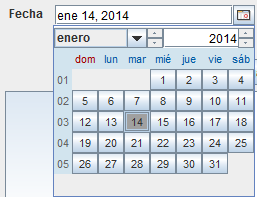 Fecha ene 14, 2014
enero 2014
dom lun mar mié jue vie sáb
01 1 2 3 4
02 5 6 7 8 9 10 11
03 12 13 14 15 16 17 18
04 19 20 21 22 23 24 25
05 26 27 28 29 30 31